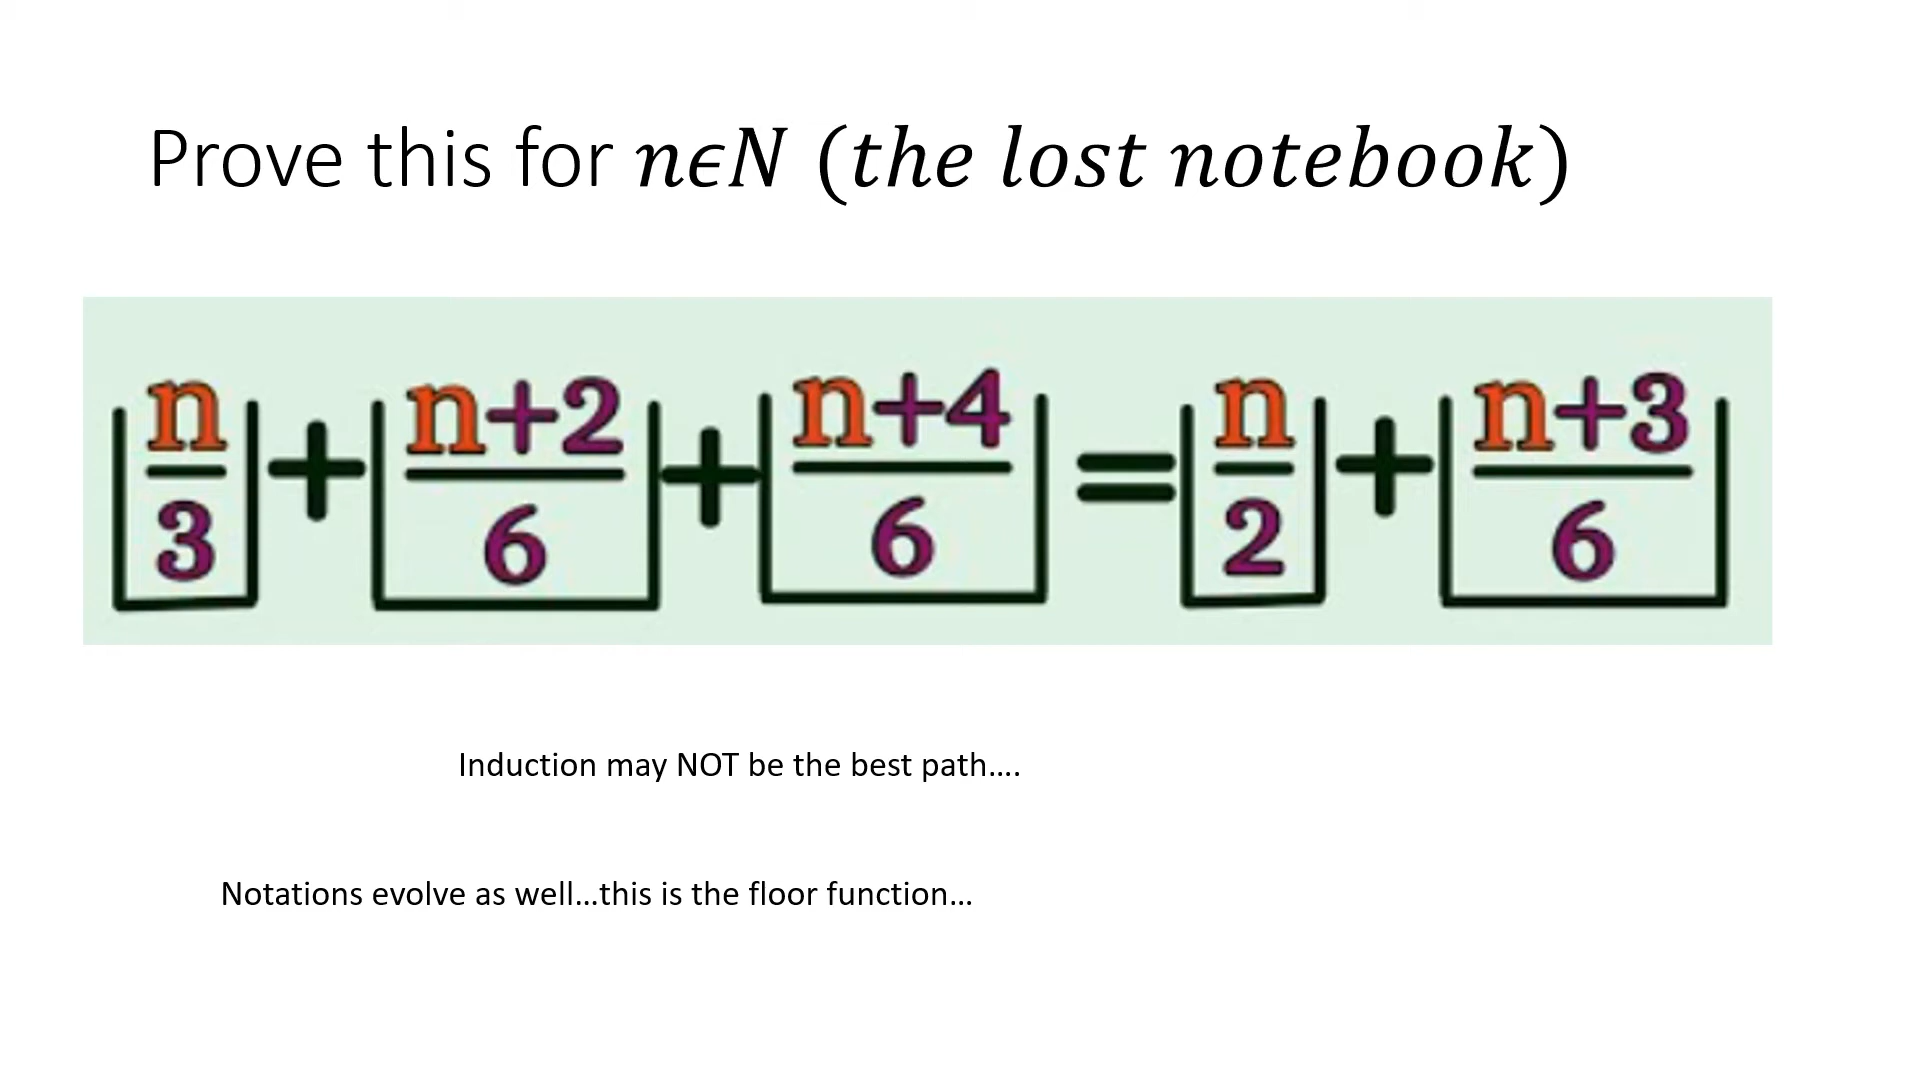 Prove this for nϵN (the lost notebook)
⌊n/3⌋ + ⌊n+2/6⌋ + ⌊n+4/6⌋ = ⌊n/2⌋ + ⌊n+3/6⌋
Induction may NOT be the best path....
Notations evolve as well...this is the floor function...